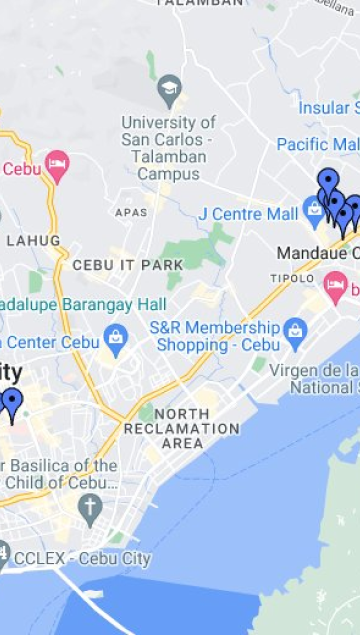 TALAMBAN
abellana
University of
San Carlos -
Talamban
Campus
Insular S
Pacific Mal
Cebu
APAS
J Centre Mall
LAHUG
CEBU IT PARK
Mandaue C
TIPOLO
b
adalupe Barangay Hall
Center Cebu
S&R Membership
Shopping - Cebu
ity
Virgen de la
National S
NORTH
RECLAMATION
AREA
r Basilica of the
Child of Cebu...
CCLEX - Cebu City